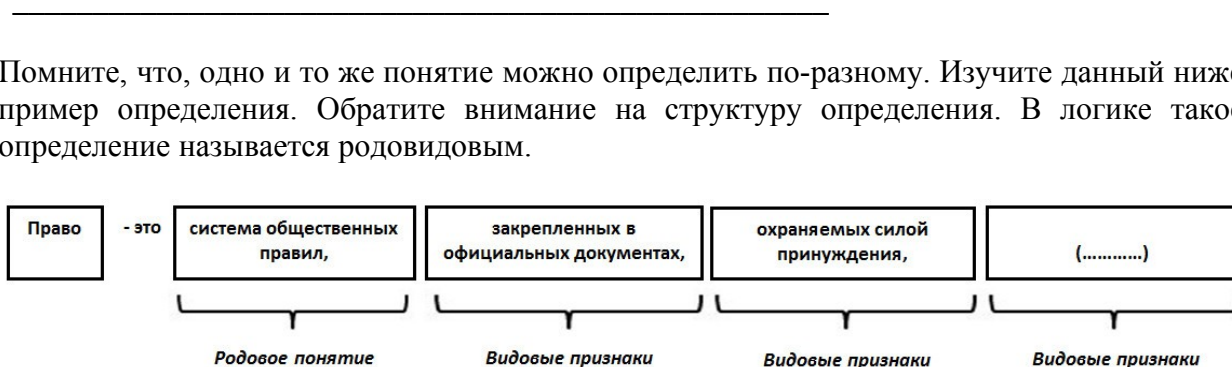 Помните, что, одно и то же понятие можно определить по-разному. Изучите данный ниже
пример определения. Обратите внимание на структуру определения. В логике такое
определение называется родовидовым.
Право - это система общественных правил, закрепленных в официальных документах, охраняемых силой принуждения, (............)
Родовое понятие Видовые признаки Видовые признаки Видовые признаки